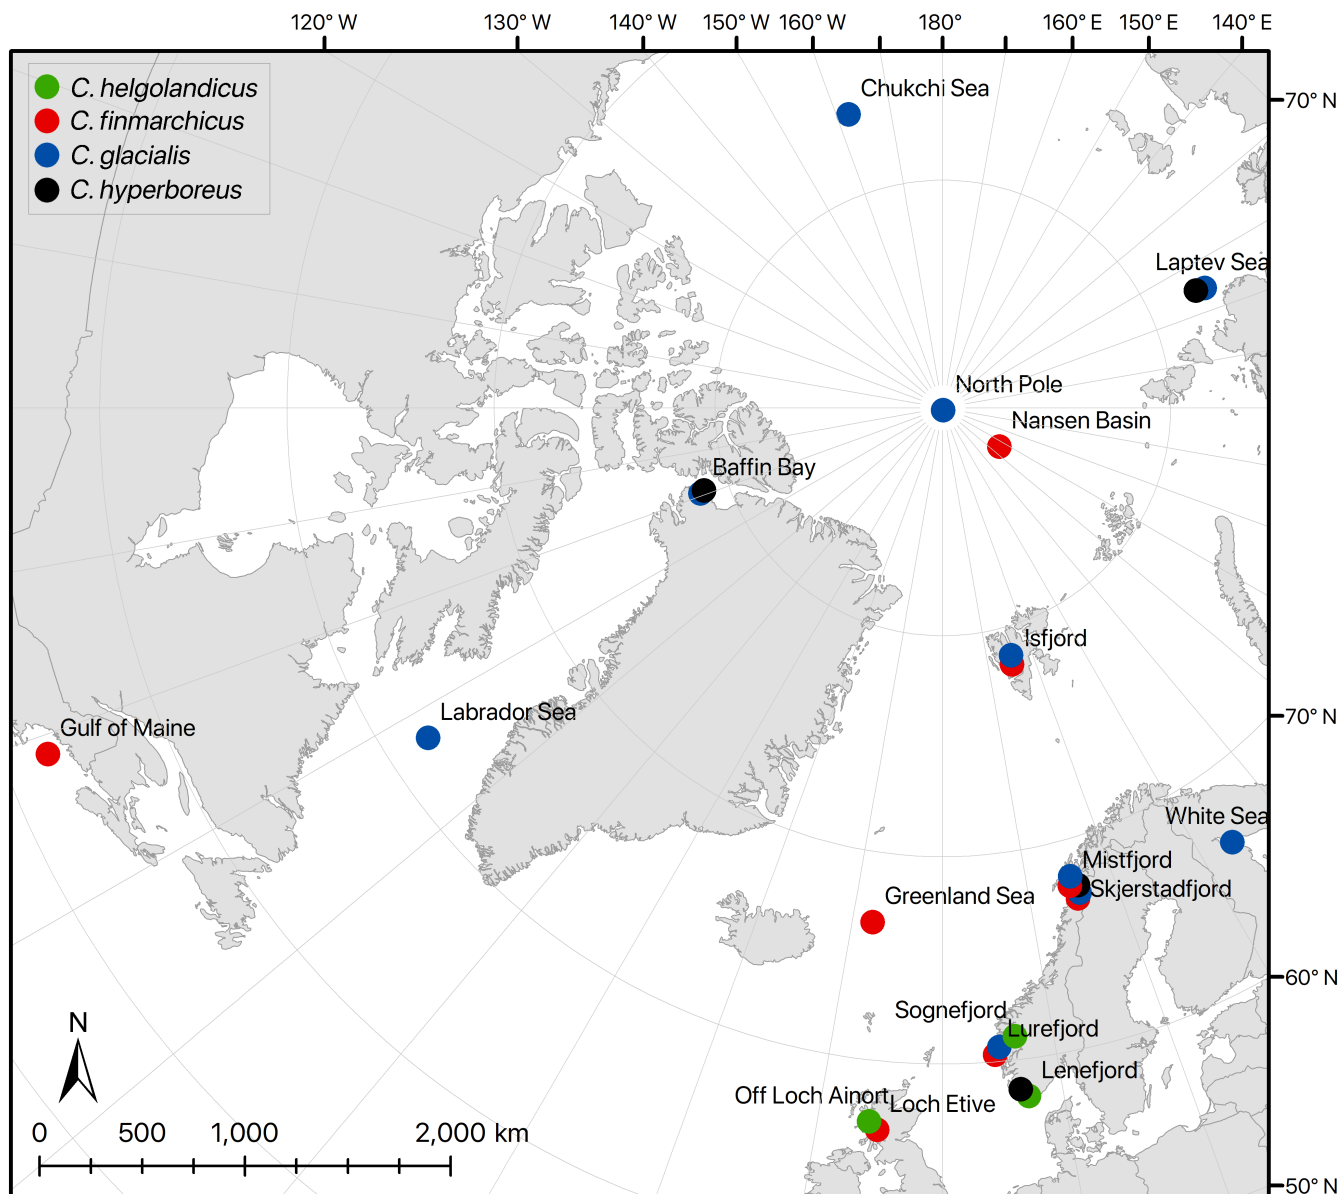 120° W 130° W 140° W 150° W 160° W 180° 160° E 150° E 140° E
C. helgolandicus
C. finmarchicus
C. glacialis
C. hyperboreus
Chukchi Sea
70° N
Laptev Sea
North Pole
Nansen Basin
Baffin Bay
Isfjord
Labrador Sea
70° N
Gulf of Maine
White Sea
Mistfjord
Skjerstadfjord
Greenland Sea
60° N
Sognefjord
Lurefjord
N
Lenefjord
Off Loch Ainort
Loch Etive
0 500 1,000 2,000 km
50° N